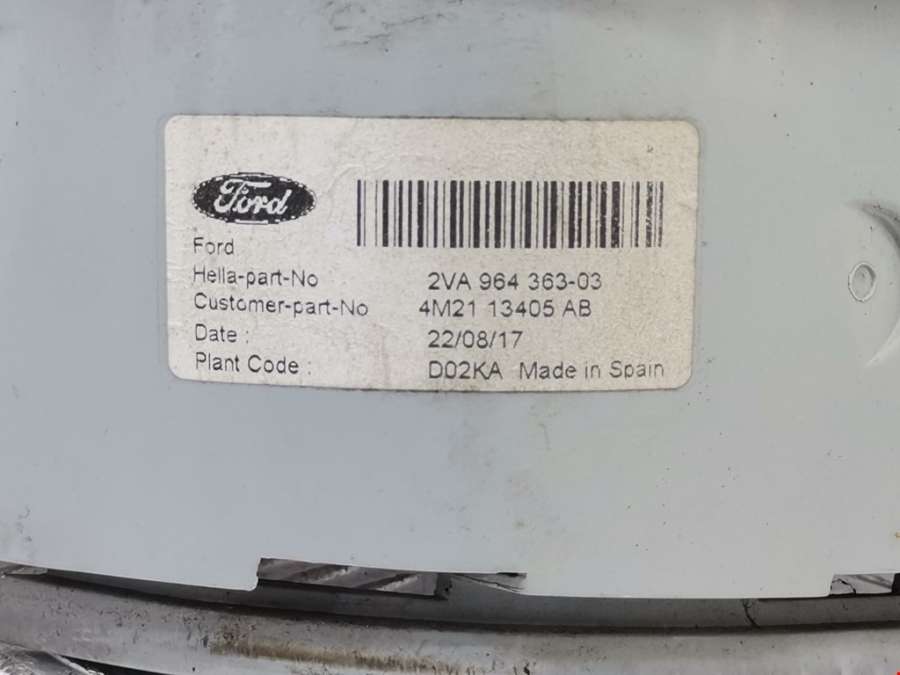 Ford
Ford
Hella-part-No 2VA 964 363-03
Customer-part-No 4M21 13405 AB
Date : 22/08/17
Plant Code : D02KA Made in Spain